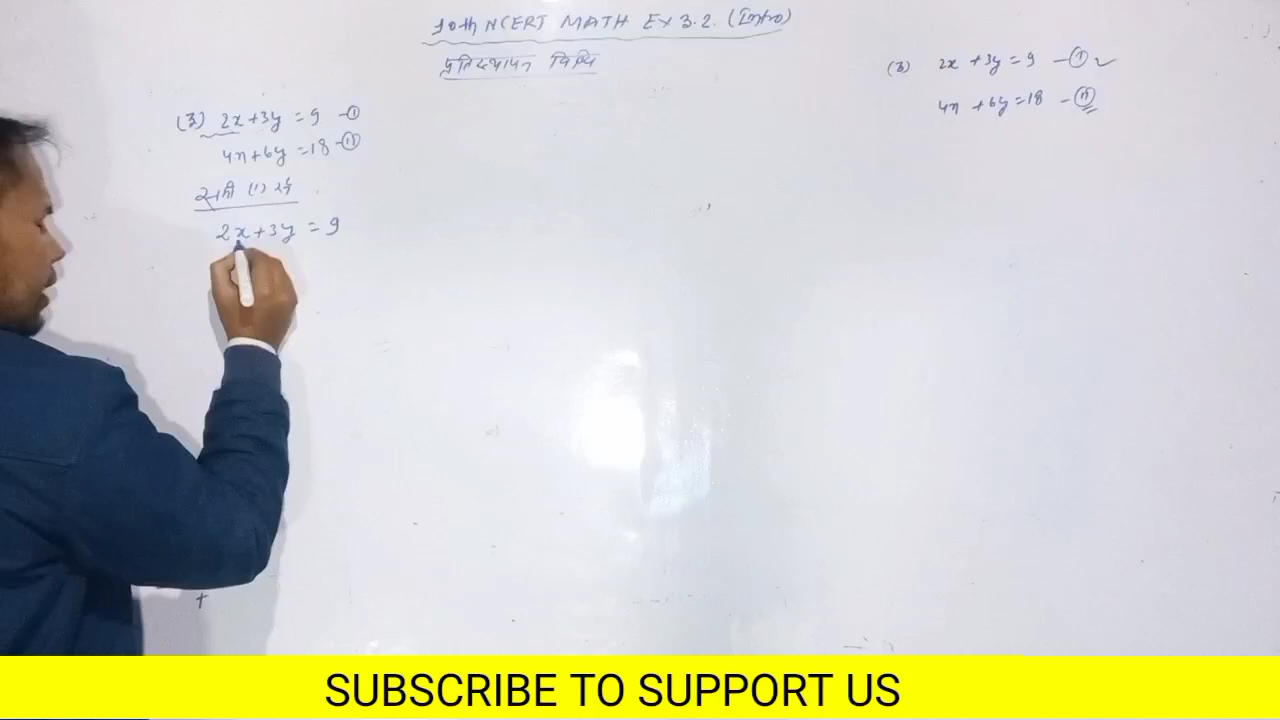 10th NCERT MATH EX 3.2. (Intro)
प्रतिस्थापन विधि
(3) 2x + 3y = 9 - (i)
4x + 6y = 18 - (ii)
समी (i) से
2x + 3y = 9
(3) 2x + 3y = 9 - (i) ✓
4x + 6y = 18 - (ii)
SUBSCRIBE TO SUPPORT US